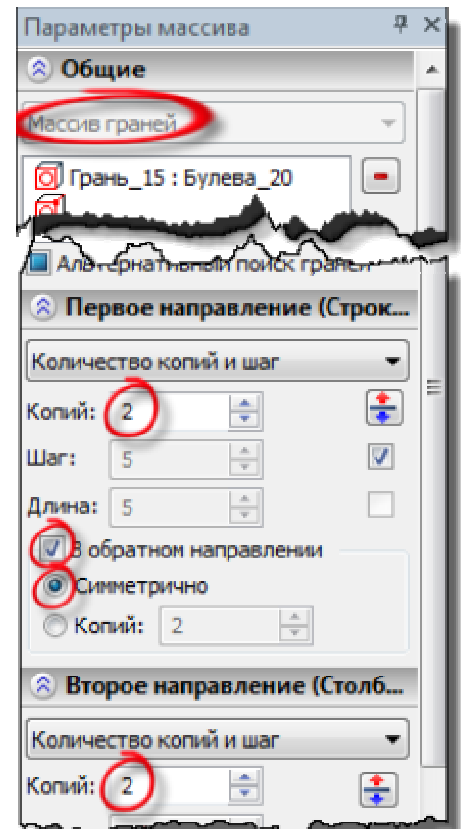 Параметры массива
Общие
Массив граней
Грань_15 : Булева_20
Альтернативный поиск граней
Первое направление (Строк...
Количество копий и шаг
Копий: 2
Шаг: 5
Длина: 5
В обратном направлении
Симметрично
Копий: 2
Второе направление (Столб...
Количество копий и шаг
Копий: 2